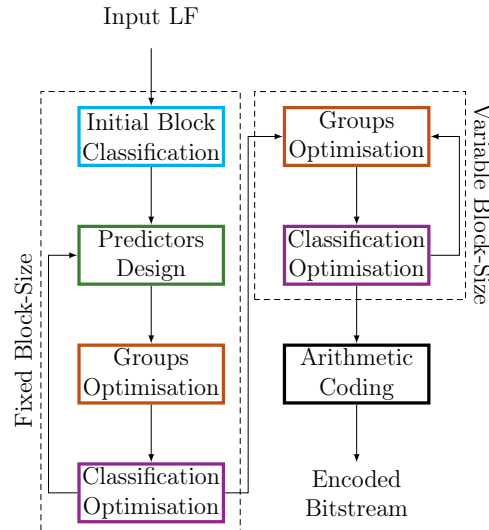 Input LF
Fixed Block-Size
Initial Block
Classification
Predictors
Design
Groups
Optimisation
Classification
Optimisation
Variable Block-Size
Groups
Optimisation
Classification
Optimisation
Arithmetic
Coding
Encoded
Bitstream